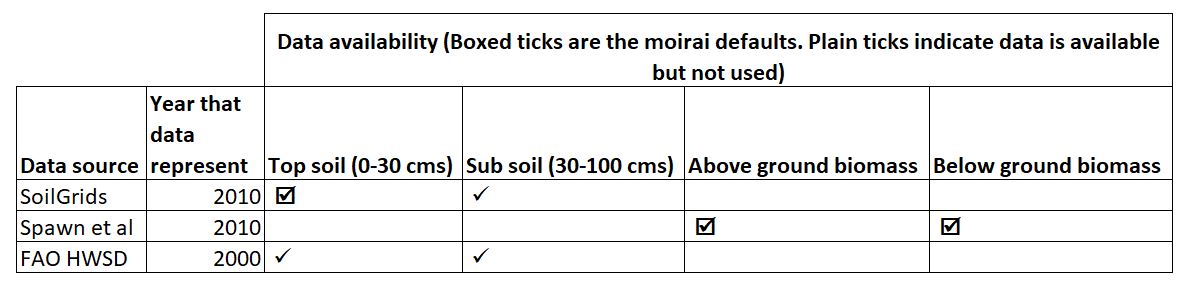 Data availability (Boxed ticks are the moirai defaults. Plain ticks indicate data is available
but not used)
Year that
data
Data source represent Top soil (0-30 cms) Sub soil (30-100 cms) Above ground biomass Below ground biomass
SoilGrids 2010 ☑ ✓
Spawn et al 2010 ☑ ☑
FAO HWSD 2000 ✓ ✓